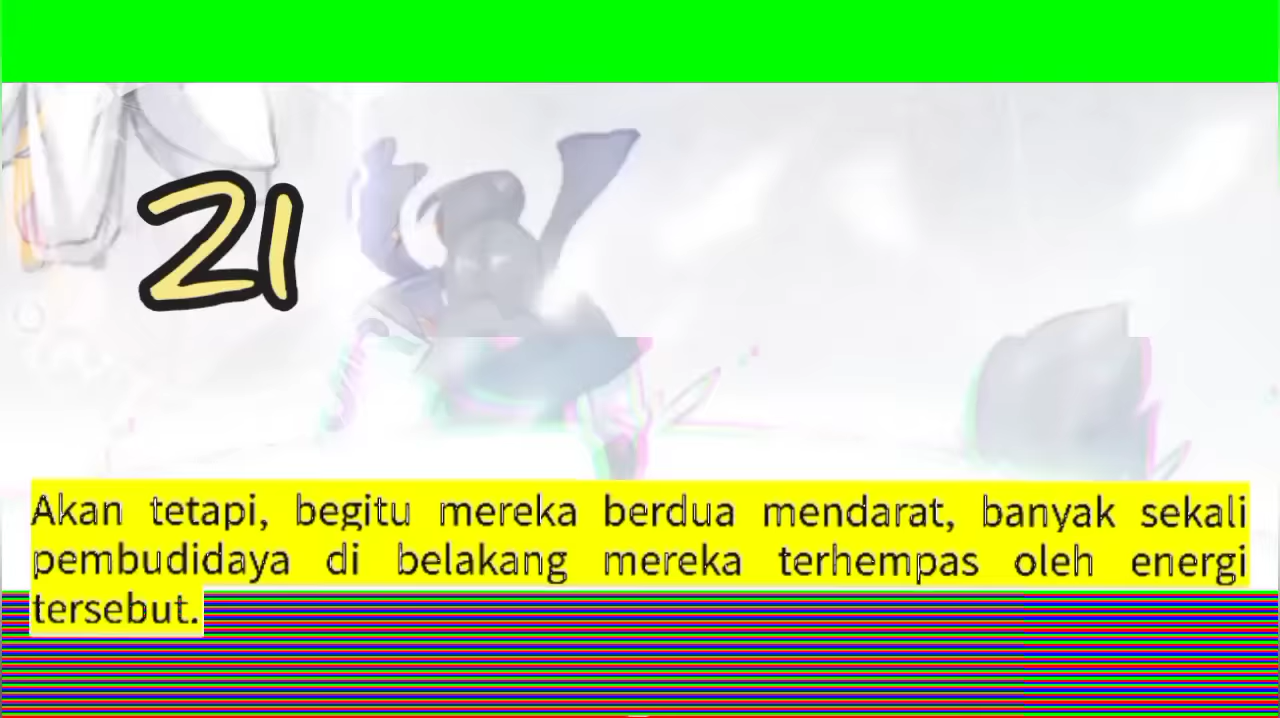 21
Akan tetapi, begitu mereka berdua mendarat, banyak sekali
pembudidaya di belakang mereka terhempas oleh energi
tersebut.